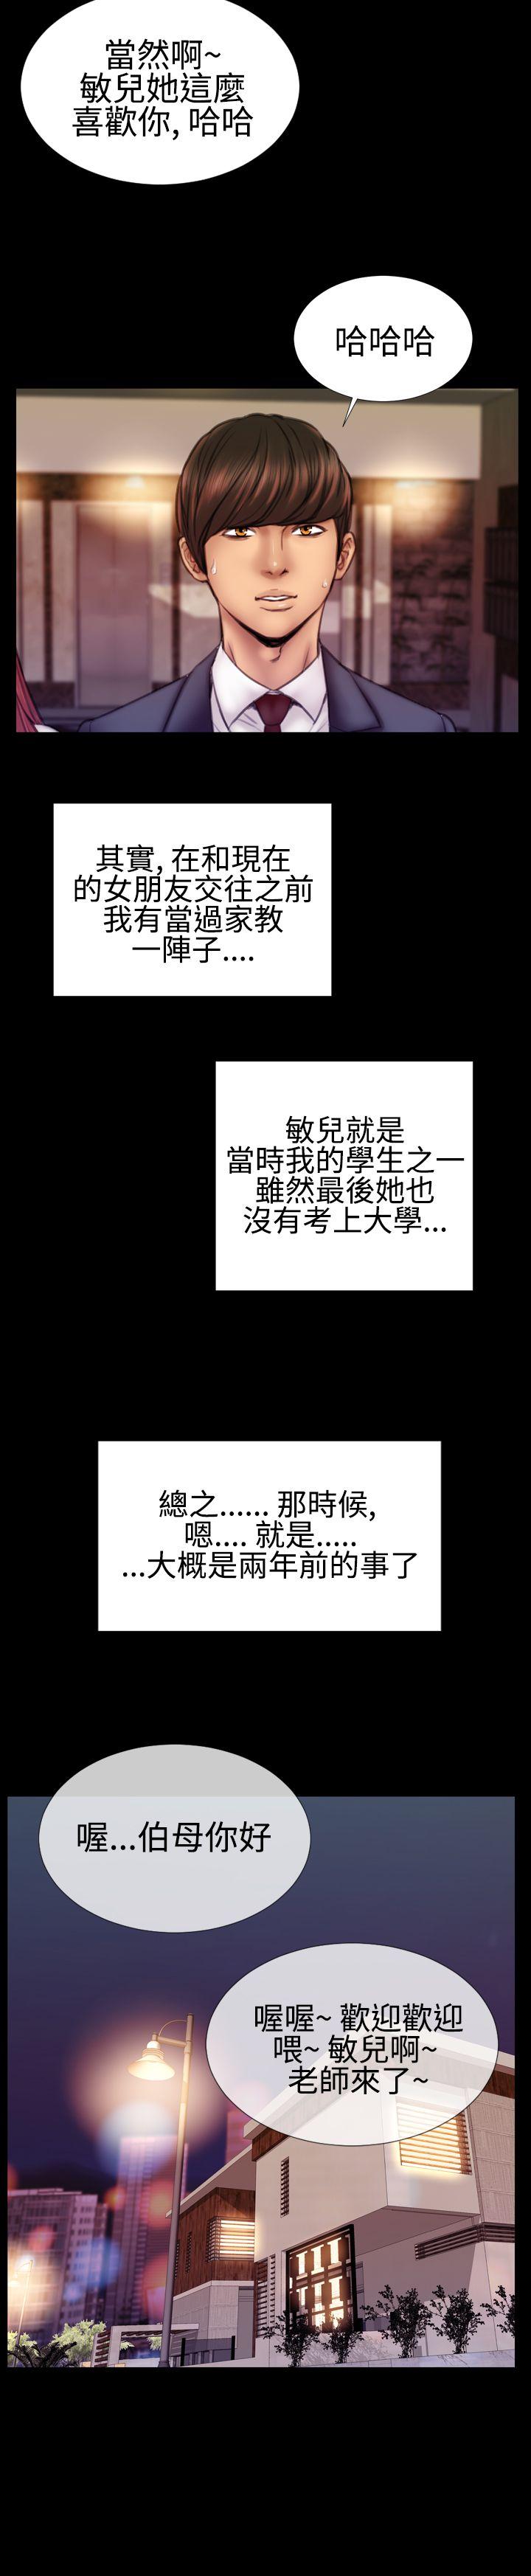 當然啊~
敏兒她這麼
喜歡你, 哈哈
哈哈哈
其實, 在和現在
的女朋友交往之前
我有當過家教
一陣子....
敏兒就是
當時我的學生之一
雖然最後她也
沒有考上大學...
總之...... 那時候,
嗯.... 就是.....
...大概是兩年前的事了
喔...伯母你好
喔喔~ 歡迎歡迎
喂~ 敏兒啊~
老師來了~